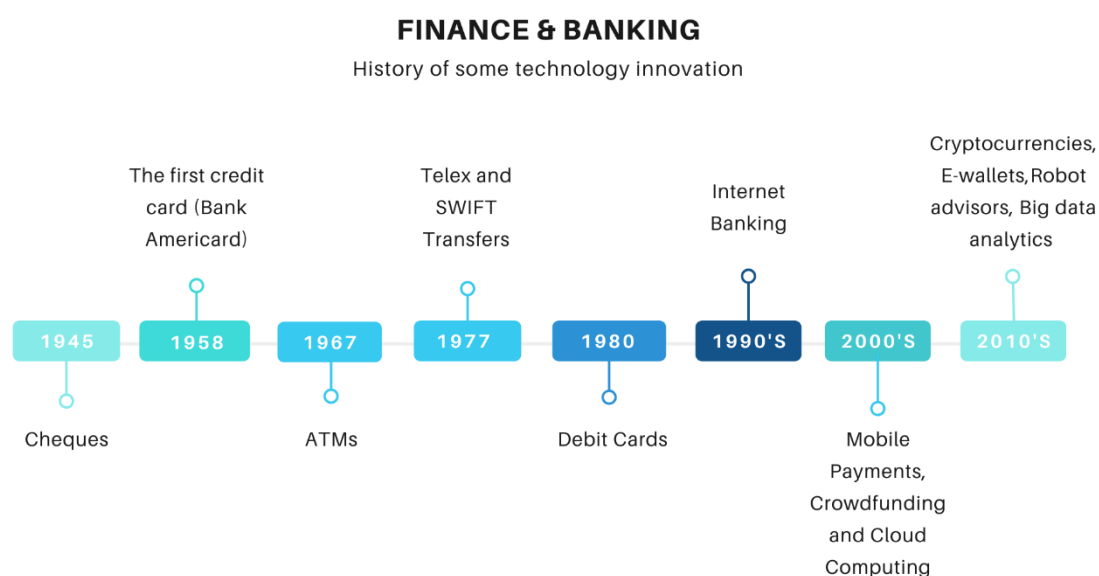 FINANCE & BANKING
History of some technology innovation
Cryptocurrencies,
E-wallets,Robot
advisors, Big data
analytics
The first credit
card (Bank
Americard)
Telex and
SWIFT
Transfers
Internet
Banking
1945
1958
1967
1977
1980
1990'S
2000'S
2010'S
Cheques
ATMs
Debit Cards
Mobile
Payments,
Crowdfunding
and Cloud
Computing